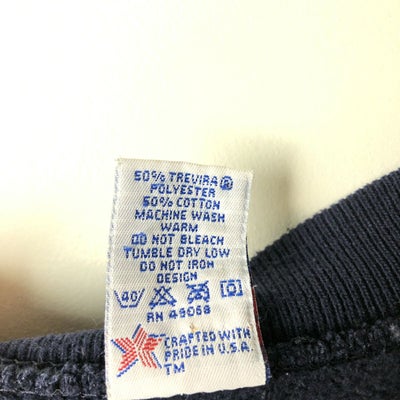 50% TREVIRA®
POLYESTER
50% COTTON
MACHINE WASH
WARM
DO NOT BLEACH
TUMBLE DRY LOW
DO NOT IRON
DESIGN
40
RN 49068
CRAFTED WITH
PRIDE IN U.S.A.
TM